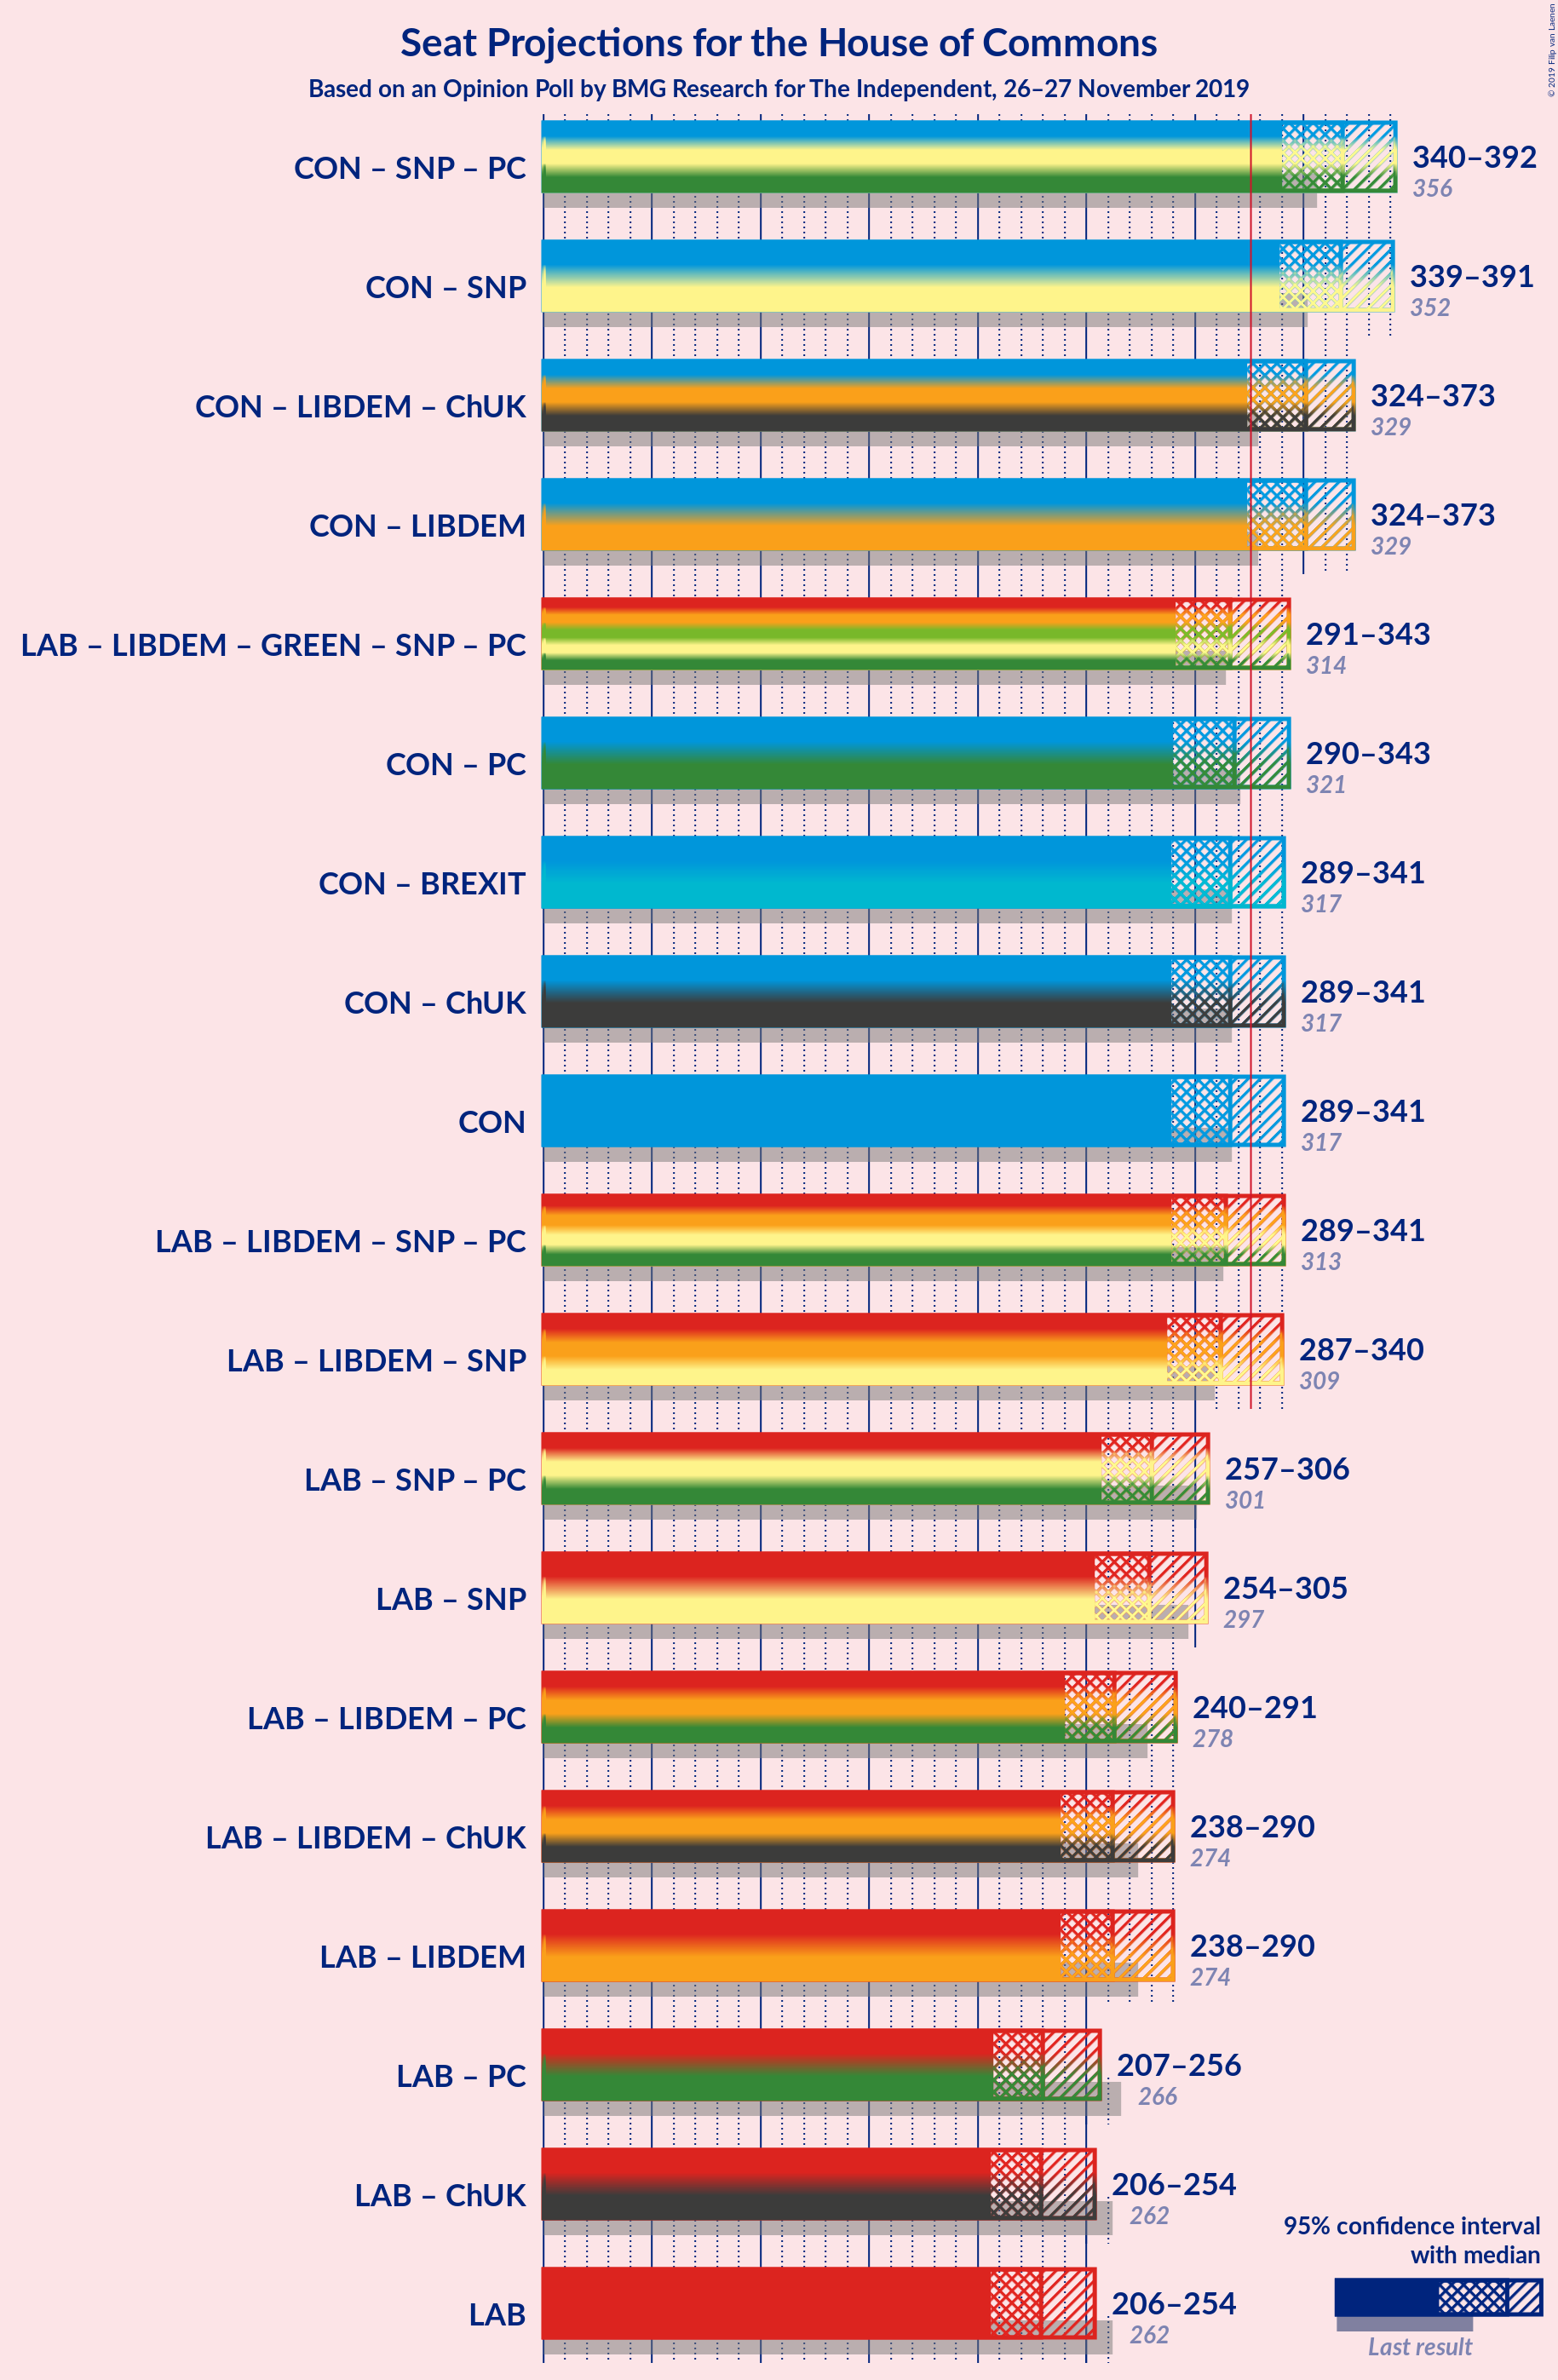 Seat Projections for the House of Commons
Based on an Opinion Poll by BMG Research for The Independent, 26–27 November 2019
© 2019 Filip van Laenen
CON – SNP – PC
340–392
356
CON – SNP
339–391
352
CON – LIBDEM – ChUK
324–373
329
CON – LIBDEM
324–373
329
LAB – LIBDEM – GREEN – SNP – PC
291–343
314
CON – PC
290–343
321
CON – BREXIT
289–341
317
CON – ChUK
289–341
317
CON
289–341
317
LAB – LIBDEM – SNP – PC
289–341
313
LAB – LIBDEM – SNP
287–340
309
LAB – SNP – PC
257–306
301
LAB – SNP
254–305
297
LAB – LIBDEM – PC
240–291
278
LAB – LIBDEM – ChUK
238–290
274
LAB – LIBDEM
238–290
274
LAB – PC
207–256
266
LAB – ChUK
206–254
262
LAB
206–254
262
95% confidence interval
with median
Last result